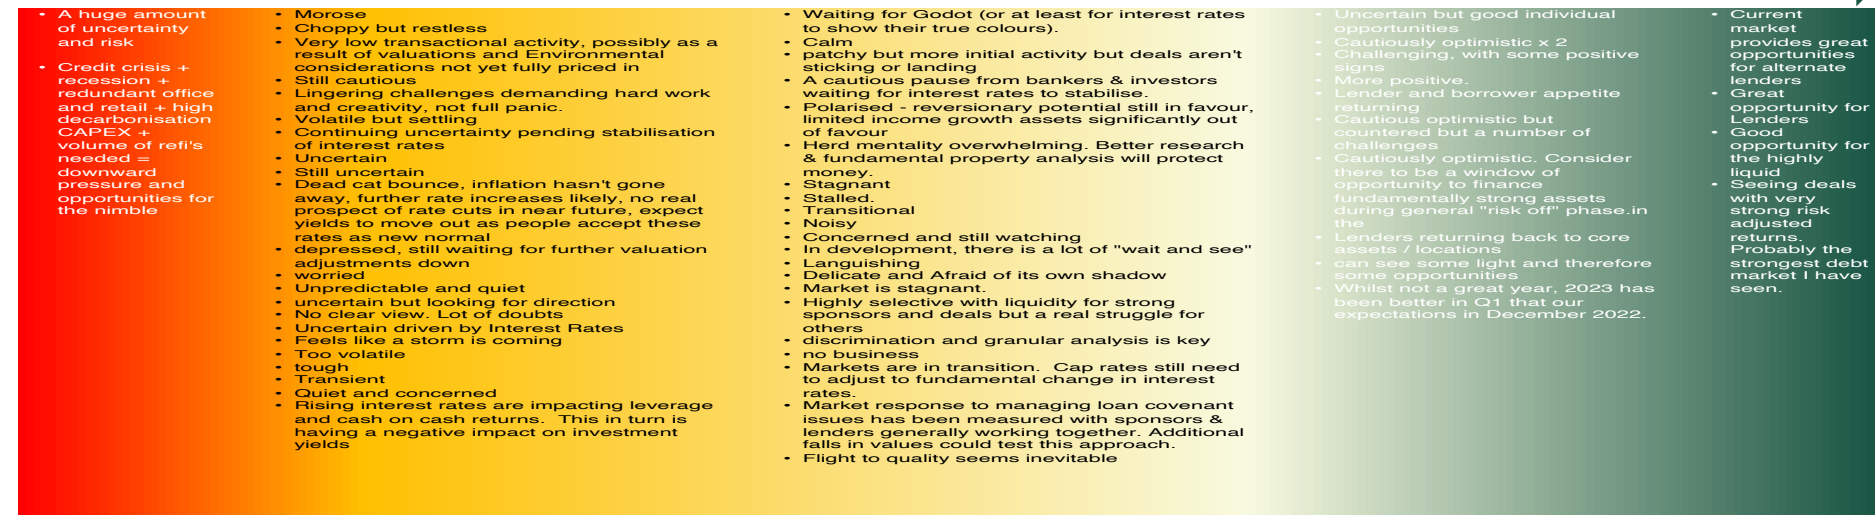 • A huge amount
of uncertainty
and risk
• Credit crisis +
recession +
redundant office
and retail + high
decarbonisation
CAPEX +
volume of refi's
needed =
downward
pressure and
opportunities for
the nimble
• Morose
• Choppy but restless
• Very low transactional activity, possibly as a
result of valuations and Environmental
considerations not yet fully priced in
• Still cautious
• Lingering challenges demanding hard work
and creativity, not full panic.
• Volatile but settling
• Continuing uncertainty pending stabilisation
of interest rates
• Uncertain
• Still uncertain
• Dead cat bounce, inflation hasn't gone
away, further rate increases likely, no real
prospect of rate cuts in near future, expect
yields to move out as people accept these
rates as new normal
• depressed, still waiting for further valuation
adjustments down
• worried
• Unpredictable and quiet
• uncertain but looking for direction
• No clear view. Lot of doubts
• Uncertain driven by Interest Rates
• Feels like a storm is coming
• Too volatile
• tough
• Transient
• Quiet and concerned
• Rising interest rates are impacting leverage
and cash on cash returns.  This in turn is
having a negative impact on investment
yields
• Waiting for Godot (or at least for interest rates
to show their true colours).
• Calm
• patchy but more initial activity but deals aren't
sticking or landing
• A cautious pause from bankers & investors
waiting for interest rates to stabilise.
• Polarised - reversionary potential still in favour,
limited income growth assets significantly out
of favour
• Herd mentality overwhelming. Better research
& fundamental property analysis will protect
money.
• Stagnant
• Stalled.
• Transitional
• Noisy
• Concerned and still watching
• In development, there is a lot of "wait and see"
• Languishing
• Delicate and Afraid of its own shadow
• Market is stagnant.
• Highly selective with liquidity for strong
sponsors and deals but a real struggle for
others
• discrimination and granular analysis is key
• no business
• Markets are in transition.  Cap rates still need
to adjust to fundamental change in interest
rates.
• Market response to managing loan covenant
issues has been measured with sponsors &
lenders generally working together. Additional
falls in values could test this approach.
• Flight to quality seems inevitable
• Uncertain but good individual
opportunities
• Cautiously optimistic x 2
• Challenging, with some positive
signs
• More positive.
• Lender and borrower appetite
returning
• Cautious optimistic but
countered but a number of
challenges
• Cautiously optimistic. Consider
there to be a window of
opportunity to finance
fundamentally strong assets
during general "risk off" phase.in
the
• Lenders returning back to core
assets / locations
• can see some light and therefore
some opportunities
• Whilst not a great year, 2023 has
been better in Q1 that our
expectations in December 2022.
• Current
market
provides great
opportunities
for alternate
lenders
• Great
opportunity for
Lenders
• Good
opportunity for
the highly
liquid
• Seeing deals
with very
strong risk
adjusted
returns.
Probably the
strongest debt
market I have
seen.